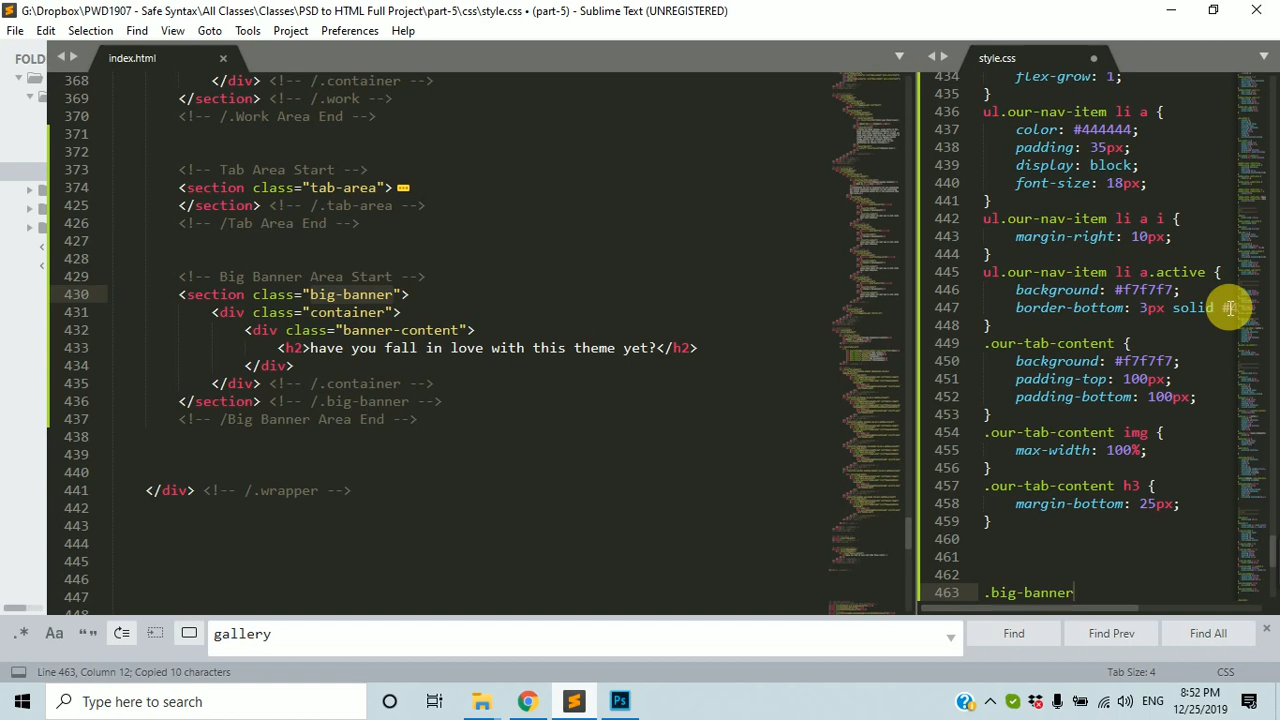 G:\Dropbox\PWD1907 - Safe Syntax\All Classes\Classes\PSD to HTML Full Project\part-5\css\style.css • (part-5) - Sublime Text (UNREGISTERED)
File Edit Selection Find View Goto Tools Project Preferences Help
FOLD
index.html
368 </div> <!-- /.container -->
369 </section> <!-- /.work -->
370 <!-- /.Work Area End -->
371
372
373 <!-- Tab Area Start -->
374 <section class="tab-area">
425 </section> <!-- /.tab-area -->
426 <!-- /Tab Area End -->
427
428
429 <!-- Big Banner Area Start -->
430 <section class="big-banner">
431 <div class="container">
432 <div class="banner-content">
433 <h2>have you fall in love with this theme yet?</h2>
434 </div>
435 </div> <!-- /.container -->
436 </section> <!-- /.big-banner -->
437 <!-- /Big Banner Area End -->
438
439
440
441 </div> <!-- /.wrapper -->
442
443
444
445
446
447
style.css
434 flex-grow: 1;
435 }
436 ul.our-nav-item li a {
437 color: #444444;
438 padding: 35px;
439 display: block;
440 font-size: 18px;
441 }
442 ul.our-nav-item li a i {
443 margin-right: 10px;
444 }
445 ul.our-nav-item li a.active {
446 background: #f7f7f7;
447 border-bottom: 3px solid
448 }
449 .our-tab-content {
450 background: #f7f7f7;
451 padding-top: 100px;
452 padding-bottom: 100px;
453 }
454 .our-tab-content img {
455 max-width: 100%;
456 }
457 .our-tab-content h3 {
458 margin-bottom: 25px;
459 }
460
461
462
463 .big-banner
.* Aa “” gallery Find Find Prev Find All
Line 463, Column 12; Copied 10 characters Tab Size: 4 CSS
Type here to search
Ps
8:52 PM
12/25/2019